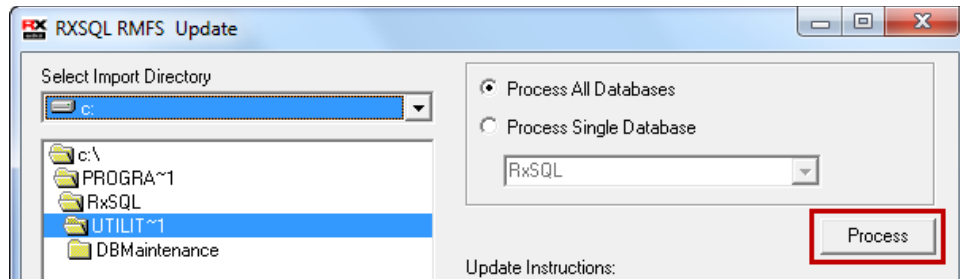 RX RXSQL RMFS Update
Select Import Directory
c:
c:\
PROGRA~1
RxSQL
UTILIT~1
DBMaintenance
Process All Databases
Process Single Database
RxSQL
Process
Update Instructions: